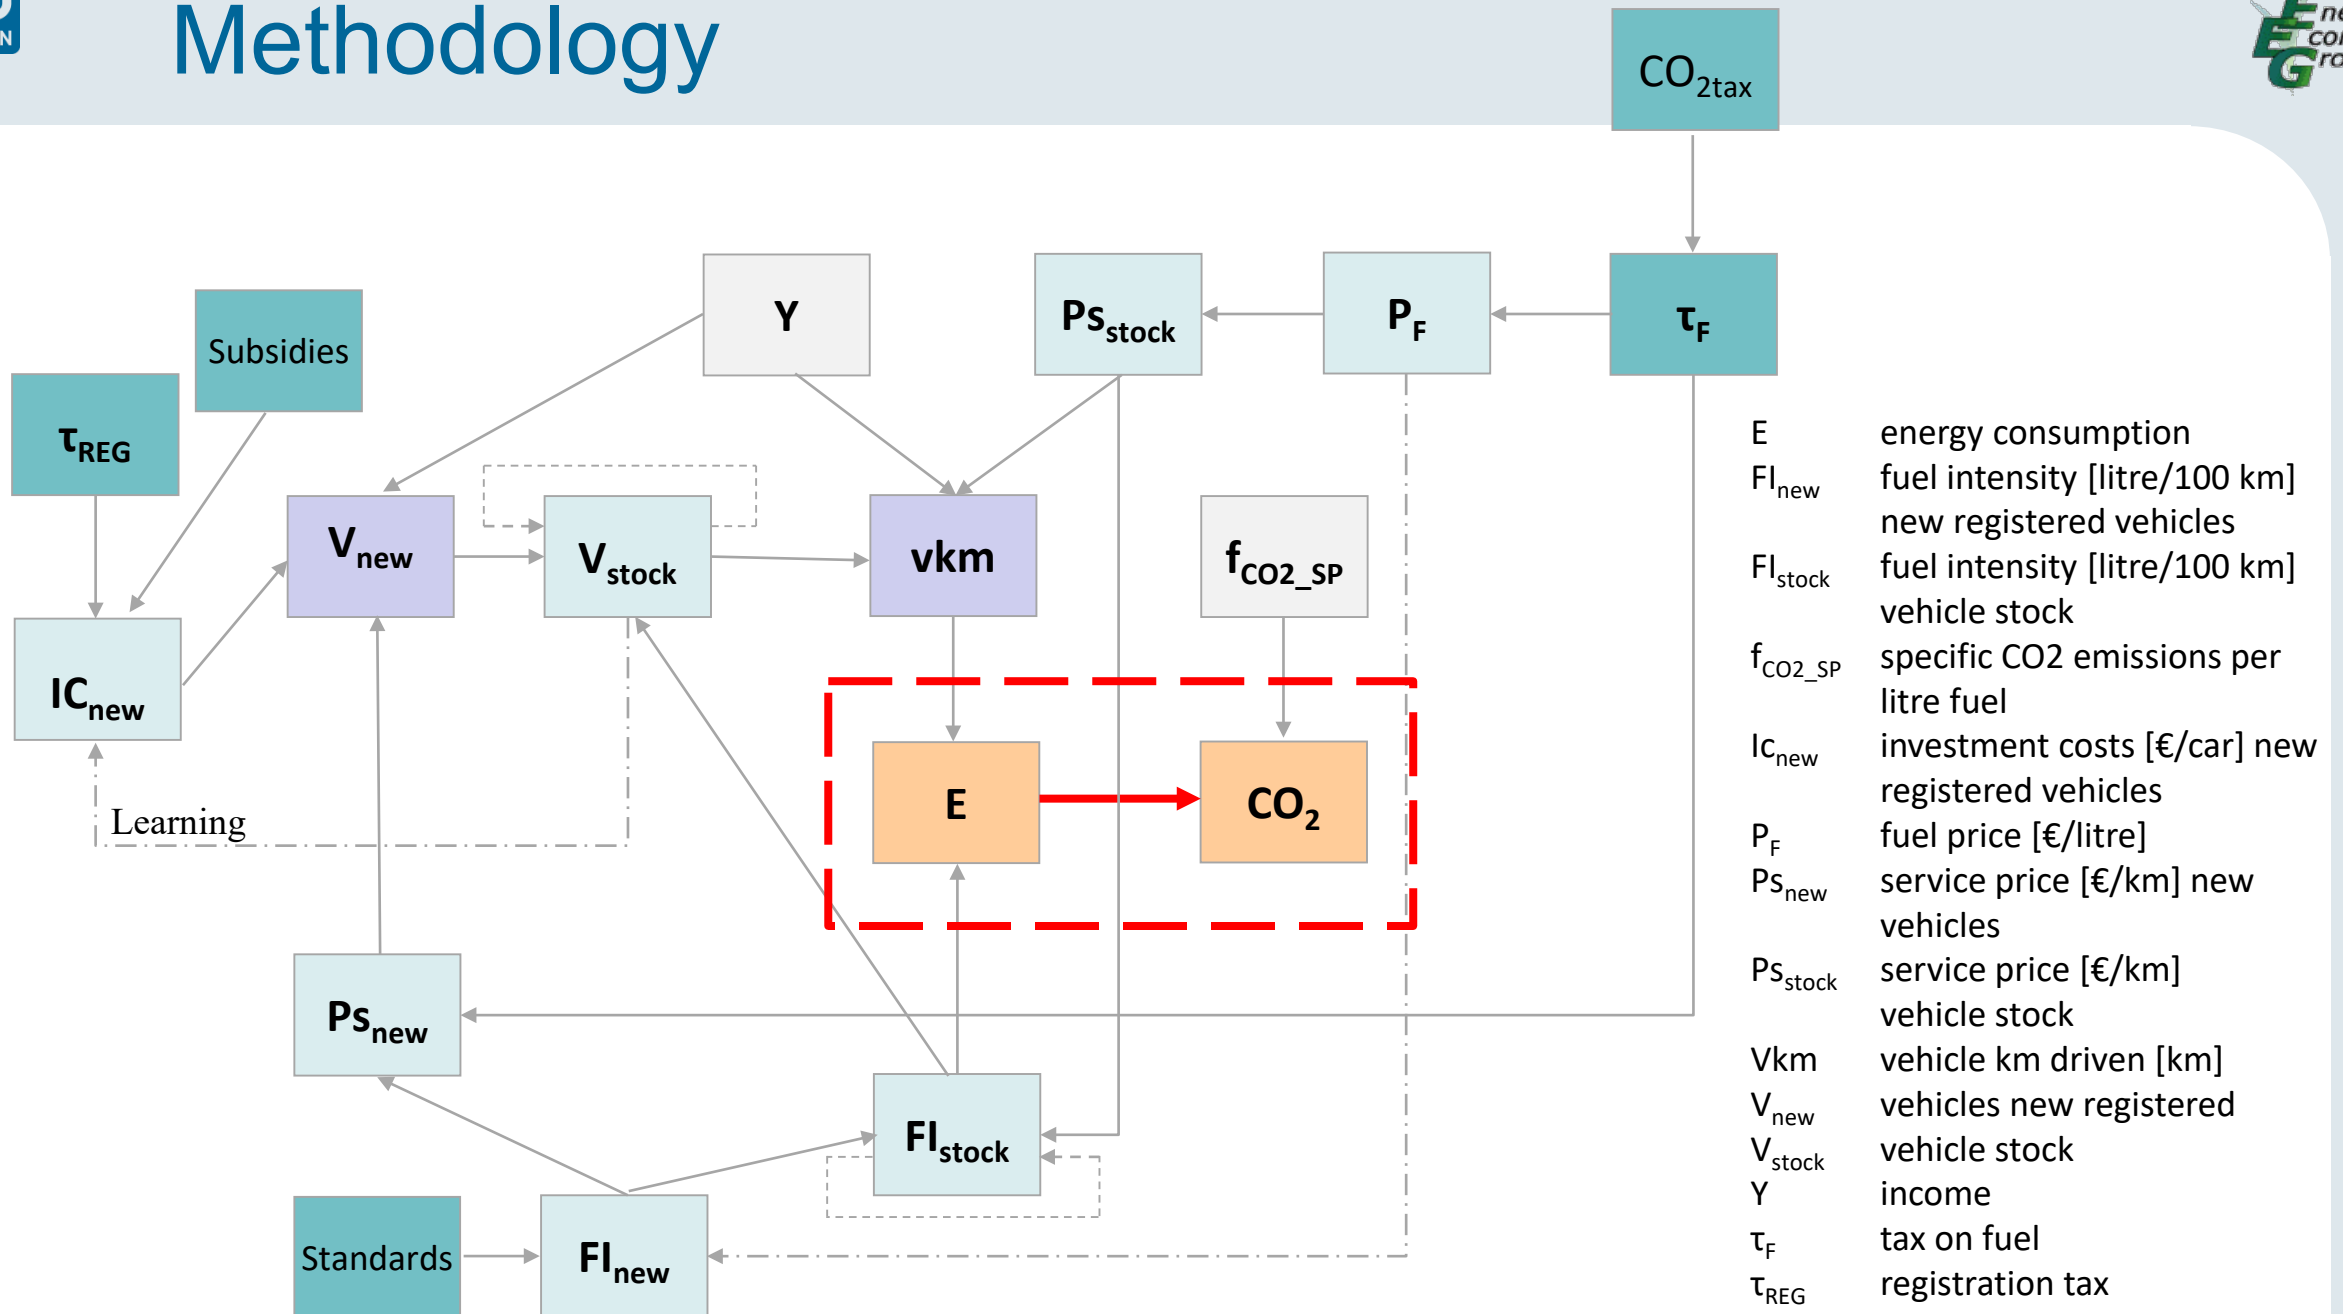 Methodology
CO2tax
Y
Psstock
PF
τF
Subsidies
τREG
Vnew
Vstock
vkm
fCO2_SP
ICnew
Learning
E
CO2
Psnew
FIstock
Standards
FInew
E energy consumption
FInew fuel intensity [litre/100 km]
new registered vehicles
FIstock fuel intensity [litre/100 km]
vehicle stock
fCO2_SP specific CO2 emissions per
litre fuel
Icnew investment costs [€/car] new
registered vehicles
PF fuel price [€/litre]
Psnew service price [€/km] new
vehicles
Psstock service price [€/km]
vehicle stock
Vkm vehicle km driven [km]
Vnew vehicles new registered
Vstock vehicle stock
Y income
τF tax on fuel
τREG registration tax